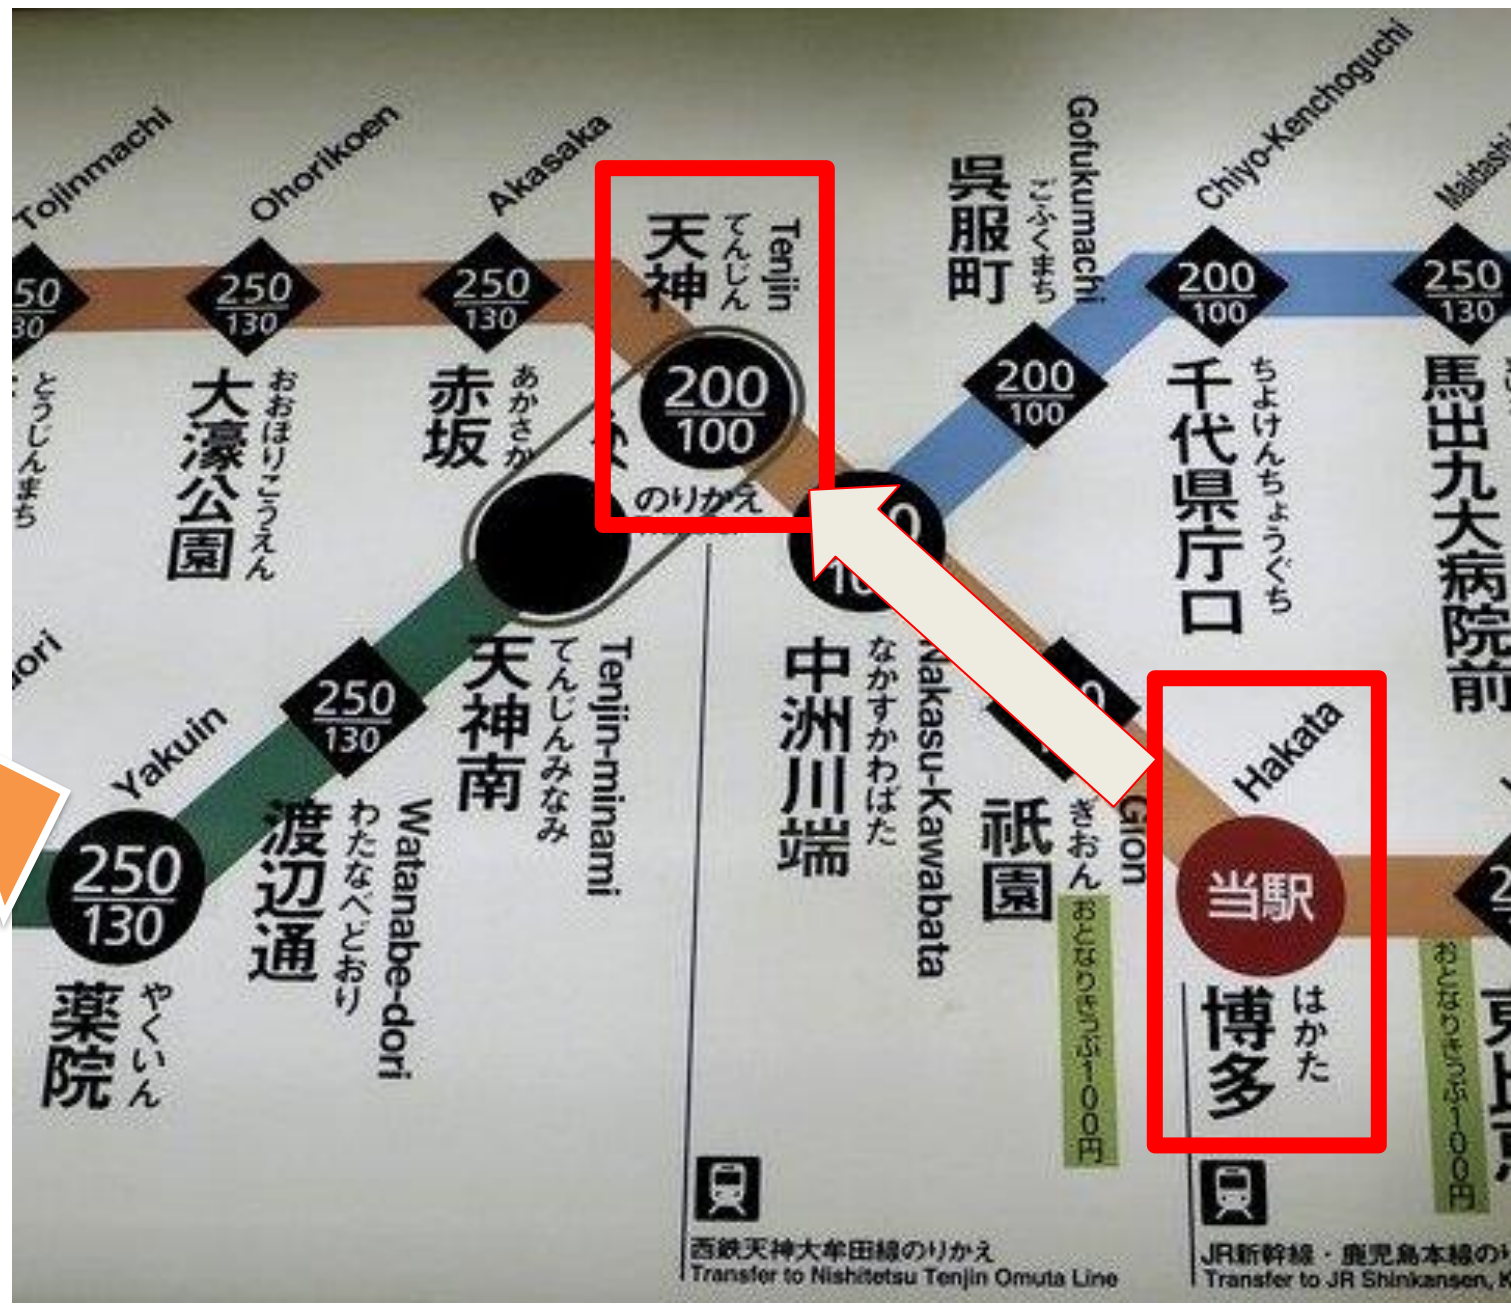 Tojinmachi
とうじんまち
Ohorikoen
250
130
大濠公園
おおほりこうえん
Akasaka
250
130
赤坂
あかさか
Tenjin
てんじん
天神
200
100
のりかえ
Gofukumachi
ごふくまち
呉服町
200
100
Chiyo-Kenchoguchi
200
100
千代県庁口
ちよけんちょうぐち
250
130
馬出九大病院前
Yakuin
250
130
薬院
やくいん
250
130
渡辺通
わたなべどおり
Watanabe-dori
天神南
てんじんみなみ
Tenjin-minami
中洲川端
なかすかわばた
Nakasu-Kawabata
祇園
ぎおん
Gion
おとなりきっぷ100円
Hakata
当駅
博多
はかた
おとなりきっぷ100円
西鉄天神大牟田線のりかえ
Transfer to Nishitetsu Tenjin Omuta Line
JR新幹線・鹿児島本線の
Transfer to JR Shinkansen,